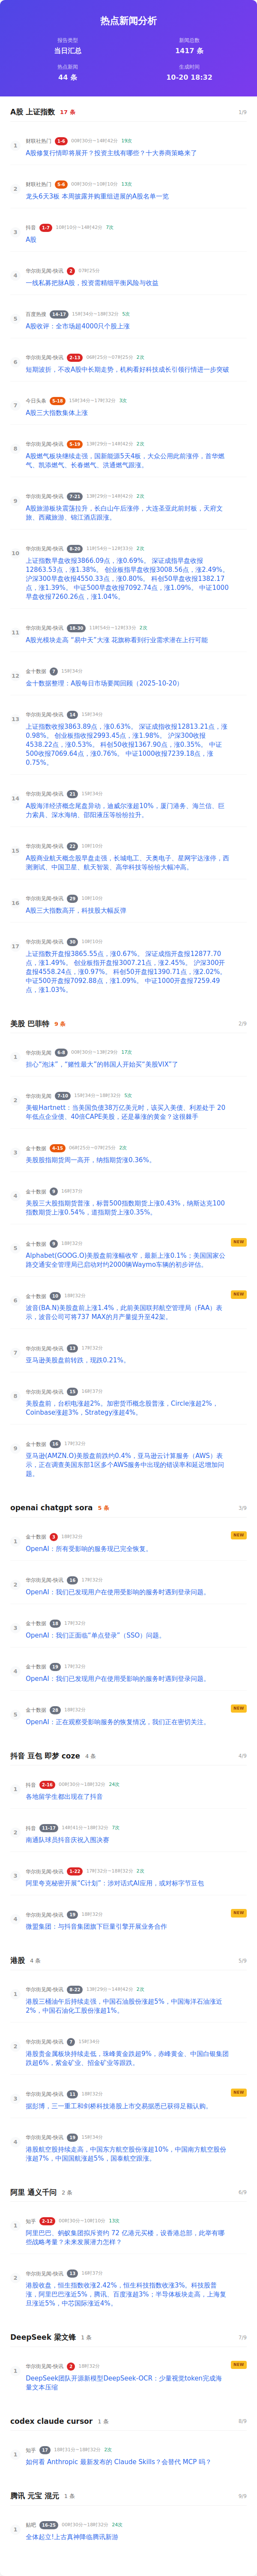 热点新闻分析
报告类型
当日汇总
新闻总数
1417 条
热点新闻
44 条
生成时间
10-20 18:32
A股 上证指数 17 条 1/9
1 财联社热门 1-6 00时30分~14时42分 19次
A股修复行情即将展开？投资主线有哪些？十大券商策略来了
2 财联社热门 5-6 00时30分~10时10分 13次
龙头6天3板 本周披露并购重组进展的A股名单一览
3 抖音 1-7 10时10分~14时42分 7次
A股
4 华尔街见闻-快讯 2 07时25分
一线私募把脉A股，投资需精细平衡风险与收益
5 百度热搜 14-17 15时34分~18时32分 5次
A股收评：全市场超4000只个股上涨
6 华尔街见闻-快讯 2-13 06时25分~07时25分 2次
短期波折，不改A股中长期走势，机构看好科技成长引领行情进一步突破
7 今日头条 5-18 15时34分~17时32分 3次
A股三大指数集体上涨
8 华尔街见闻-快讯 5-19 13时29分~14时42分 2次
A股燃气板块继续走强，国新能源5天4板，大众公用此前涨停，首华燃
气、凯添燃气、长春燃气、洪通燃气跟涨。
9 华尔街见闻-快讯 7-21 13时29分~14时42分 2次
A股旅游板块震荡拉升，长白山午后涨停，大连圣亚此前封板，天府文
旅、西藏旅游、锦江酒店跟涨。
10 华尔街见闻-快讯 8-20 11时54分~12时33分 2次
上证指数早盘收报3866.09点，涨0.69%。 深证成指早盘收报
12863.53点，涨1.38%。 创业板指早盘收报3008.56点，涨2.49%。
沪深300早盘收报4550.33点，涨0.80%。 科创50早盘收报1382.17
点，涨1.39%。 中证500早盘收报7092.74点，涨1.09%。 中证1000
早盘收报7260.26点，涨1.04%。
11 华尔街见闻-快讯 18-30 11时54分~12时33分 2次
A股光模块走高 "易中天"大涨 花旗称看到行业需求潜在上行可能
12 金十数据 7 15时34分
金十数据整理：A股每日市场要闻回顾（2025-10-20）
13 华尔街见闻-快讯 14 15时34分
上证指数收报3863.89点，涨0.63%。 深证成指收报12813.21点，涨
0.98%。 创业板指收报2993.45点，涨1.98%。 沪深300收报
4538.22点，涨0.53%。 科创50收报1367.90点，涨0.35%。 中证
500收报7069.64点，涨0.76%。 中证1000收报7239.18点，涨
0.75%。
14 华尔街见闻-快讯 21 15时34分
A股海洋经济概念尾盘异动，迪威尔涨超10%，厦门港务、海兰信、巨
力索具、深水海纳、邵阳液压等纷纷拉升。
15 华尔街见闻-快讯 22 10时10分
A股商业航天概念股早盘走强，长城电工、天奥电子、星网宇达涨停，西
测测试、中国卫星、航天智装、高华科技等纷纷大幅冲高。
16 华尔街见闻-快讯 29 10时10分
A股三大指数高开，科技股大幅反弹
17 华尔街见闻-快讯 30 10时10分
上证指数开盘报3865.55点，涨0.67%。 深证成指开盘报12877.70
点，涨1.49%。 创业板指开盘报3007.21点，涨2.45%。 沪深300开
盘报4558.24点，涨0.97%。 科创50开盘报1390.71点，涨2.02%。
中证500开盘报7092.88点，涨1.09%。 中证1000开盘报7259.49
点，涨1.03%。
美股 巴菲特 9 条 2/9
1 华尔街见闻 6-8 00时30分~13时29分 17次
担心"泡沫"，"赌性最大"的韩国人开始买"美股VIX"了
2 华尔街见闻 7-10 15时34分~18时32分 5次
美银Hartnett：当美国负债38万亿美元时，该买入美债、利差处于 20
年低点企业债、40倍CAPE美股，还是暴涨的黄金？这很棘手
3 金十数据 4-15 06时25分~07时25分 2次
美股股指期货周一高开，纳指期货涨0.36%。
4 金十数据 9 16时37分
美股三大股指期货普涨，标普500指数期货上涨0.43%，纳斯达克100
指数期货上涨0.54%，道指期货上涨0.35%。
5 金十数据 9 18时32分 NEW
Alphabet(GOOG.O)美股盘前涨幅收窄，最新上涨0.1%；美国国家公
路交通安全管理局已启动对约2000辆Waymo车辆的初步评估。
6 金十数据 10 18时32分 NEW
波音(BA.N)美股盘前上涨1.4%，此前美国联邦航空管理局（FAA）表
示，波音公司可将737 MAX的月产量提升至42架。
7 华尔街见闻-快讯 13 17时32分
亚马逊美股盘前转跌，现跌0.21%。
8 华尔街见闻-快讯 15 16时37分
美股盘前，台积电涨超2%。加密货币概念股普涨，Circle涨超2%，
Coinbase涨超3%，Strategy涨超4%。
9 金十数据 16 17时32分
亚马逊(AMZN.O)美股盘前跌约0.4%，亚马逊云计算服务（AWS）表
示，正在调查美国东部1区多个AWS服务中出现的错误率和延迟增加问
题。
openai chatgpt sora 5 条 3/9
1 金十数据 3 18时32分 NEW
OpenAI：所有受影响的服务现已完全恢复。
2 华尔街见闻-快讯 16 17时32分
OpenAI：我们已发现用户在使用受影响的服务时遇到登录问题。
3 金十数据 18 17时32分
OpenAI：我们正面临"单点登录"（SSO）问题。
4 金十数据 19 17时32分
OpenAI：我们已发现用户在使用受影响的服务时遇到登录问题。
5 金十数据 28 18时32分 NEW
OpenAI：正在观察受影响服务的恢复情况，我们正在密切关注。
抖音 豆包 即梦 coze 4 条 4/9
1 抖音 2-16 00时30分~18时32分 24次
各地留学生都出现在了抖音
2 抖音 11-17 14时41分~18时32分 7次
南通队球员抖音庆祝入围决赛
3 华尔街见闻-快讯 1-22 17时32分~18时32分 2次
阿里夸克秘密开展"C计划"：涉对话式AI应用，或对标字节豆包
4 华尔街见闻-快讯 19 18时32分 NEW
微盟集团：与抖音集团旗下巨量引擎开展业务合作
港股 4 条 5/9
1 华尔街见闻-快讯 8-22 13时29分~14时42分 2次
港股三桶油午后持续走强，中国石油股份涨超5%，中国海洋石油涨近
2%，中国石油化工股份涨超1%。
2 华尔街见闻-快讯 7 15时34分
港股贵金属板块持续走低，珠峰黄金跌超9%，赤峰黄金、中国白银集团
跌超6%，紫金矿业、招金矿业等跟跌。
3 华尔街见闻-快讯 11 18时32分 NEW
据彭博，三一重工和剑桥科技港股上市交易据悉已获得足额认购。
4 华尔街见闻-快讯 19 15时34分
港股航空股持续走高，中国东方航空股份涨超10%，中国南方航空股份
涨超7%，中国国航涨超5%，国泰航空跟涨。
阿里 通义千问 2 条 6/9
1 知乎 2-12 00时30分~10时10分 13次
阿里巴巴、蚂蚁集团拟斥资约 72 亿港元买楼，设香港总部，此举有哪
些战略考量？未来发展潜力怎样？
2 华尔街见闻-快讯 13 16时37分
港股收盘，恒生指数收涨2.42%，恒生科技指数收涨3%。科技股普
涨，阿里巴巴涨近5%，腾讯、百度涨超3%；半导体板块走高，上海复
旦涨近5%，中芯国际涨近4%。
DeepSeek 梁文锋 1 条 7/9
1 华尔街见闻-快讯 2 18时32分 NEW
DeepSeek团队开源新模型DeepSeek-OCR：少量视觉token完成海
量文本压缩
codex claude cursor 1 条 8/9
1 知乎 17 10时31分~10时32分 2次
如何看 Anthropic 最新发布的 Claude Skills？会替代 MCP 吗？
腾讯 元宝 混元 1 条 9/9
1 贴吧 16-25 00时30分~18时32分 24次
全体起立!上古真神降临腾讯新游